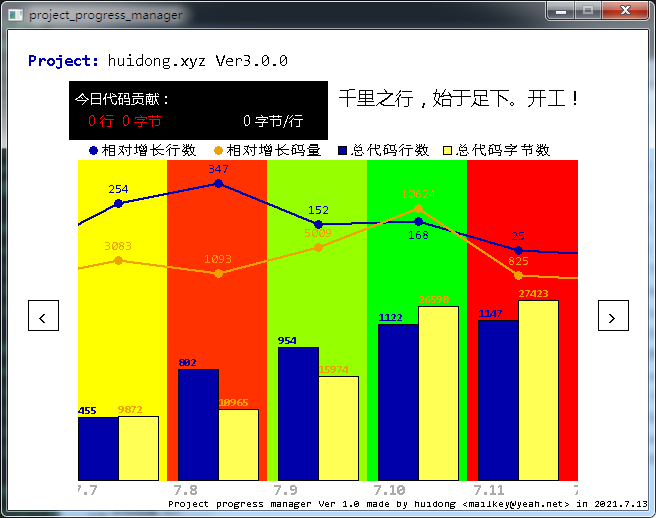 project_progress_manager
Project: huidong.xyz Ver3.0.0
今日代码贡献：
0 行 0 字节 0 字节/行
千里之行，始于足下。开工！
相对增长行数 相对增长码量 总代码行数 总代码字节数
254 347 152 168 25
3083 1093 5009 10624 825
455 802 954 1122 1147
9872 10965 15974 26598 27423
< >
7.7 7.8 7.9 7.10 7.11
Project progress manager Ver 1.0 made by huidong <mailkey@yeah.net> in 2021.7.13